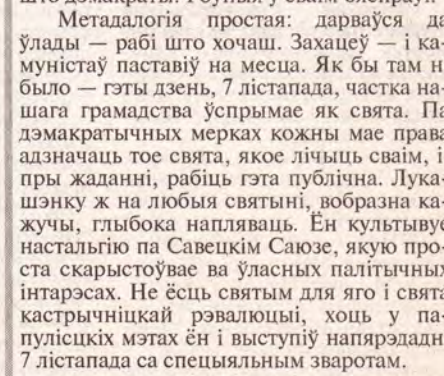 Метадалогія простая: дарваўся да
ўлады — рабі што хочаш. Захацеў — і ка-
муністаў паставіў на месца. Як бы там н
было — гэты дзень, 7 лістапада, частка на-
шага грамадства ўспрымае як свята. Па
дэмакратычных мерках кожны мае права
адзначаць тое свята, якое лічыць сваім, і
пры жаданні, рабіць гэта публічна. Лука-
шэнку ж на любыя святыні, вобразна ка-
жучы, глыбока напляваць. Ён культывуе
настальгію па Савецкім Саюзе, якую про-
ста скарыстоўвае ва ўласных палітычных
інтарэсах. Не ёсць святым для яго і свята
кастрычніцкай рэвалюцыі, хоць у па-
пулісцкіх мэтах ён і выступіў напярэдадн
7 лістапада са спецыяльным зваротам.